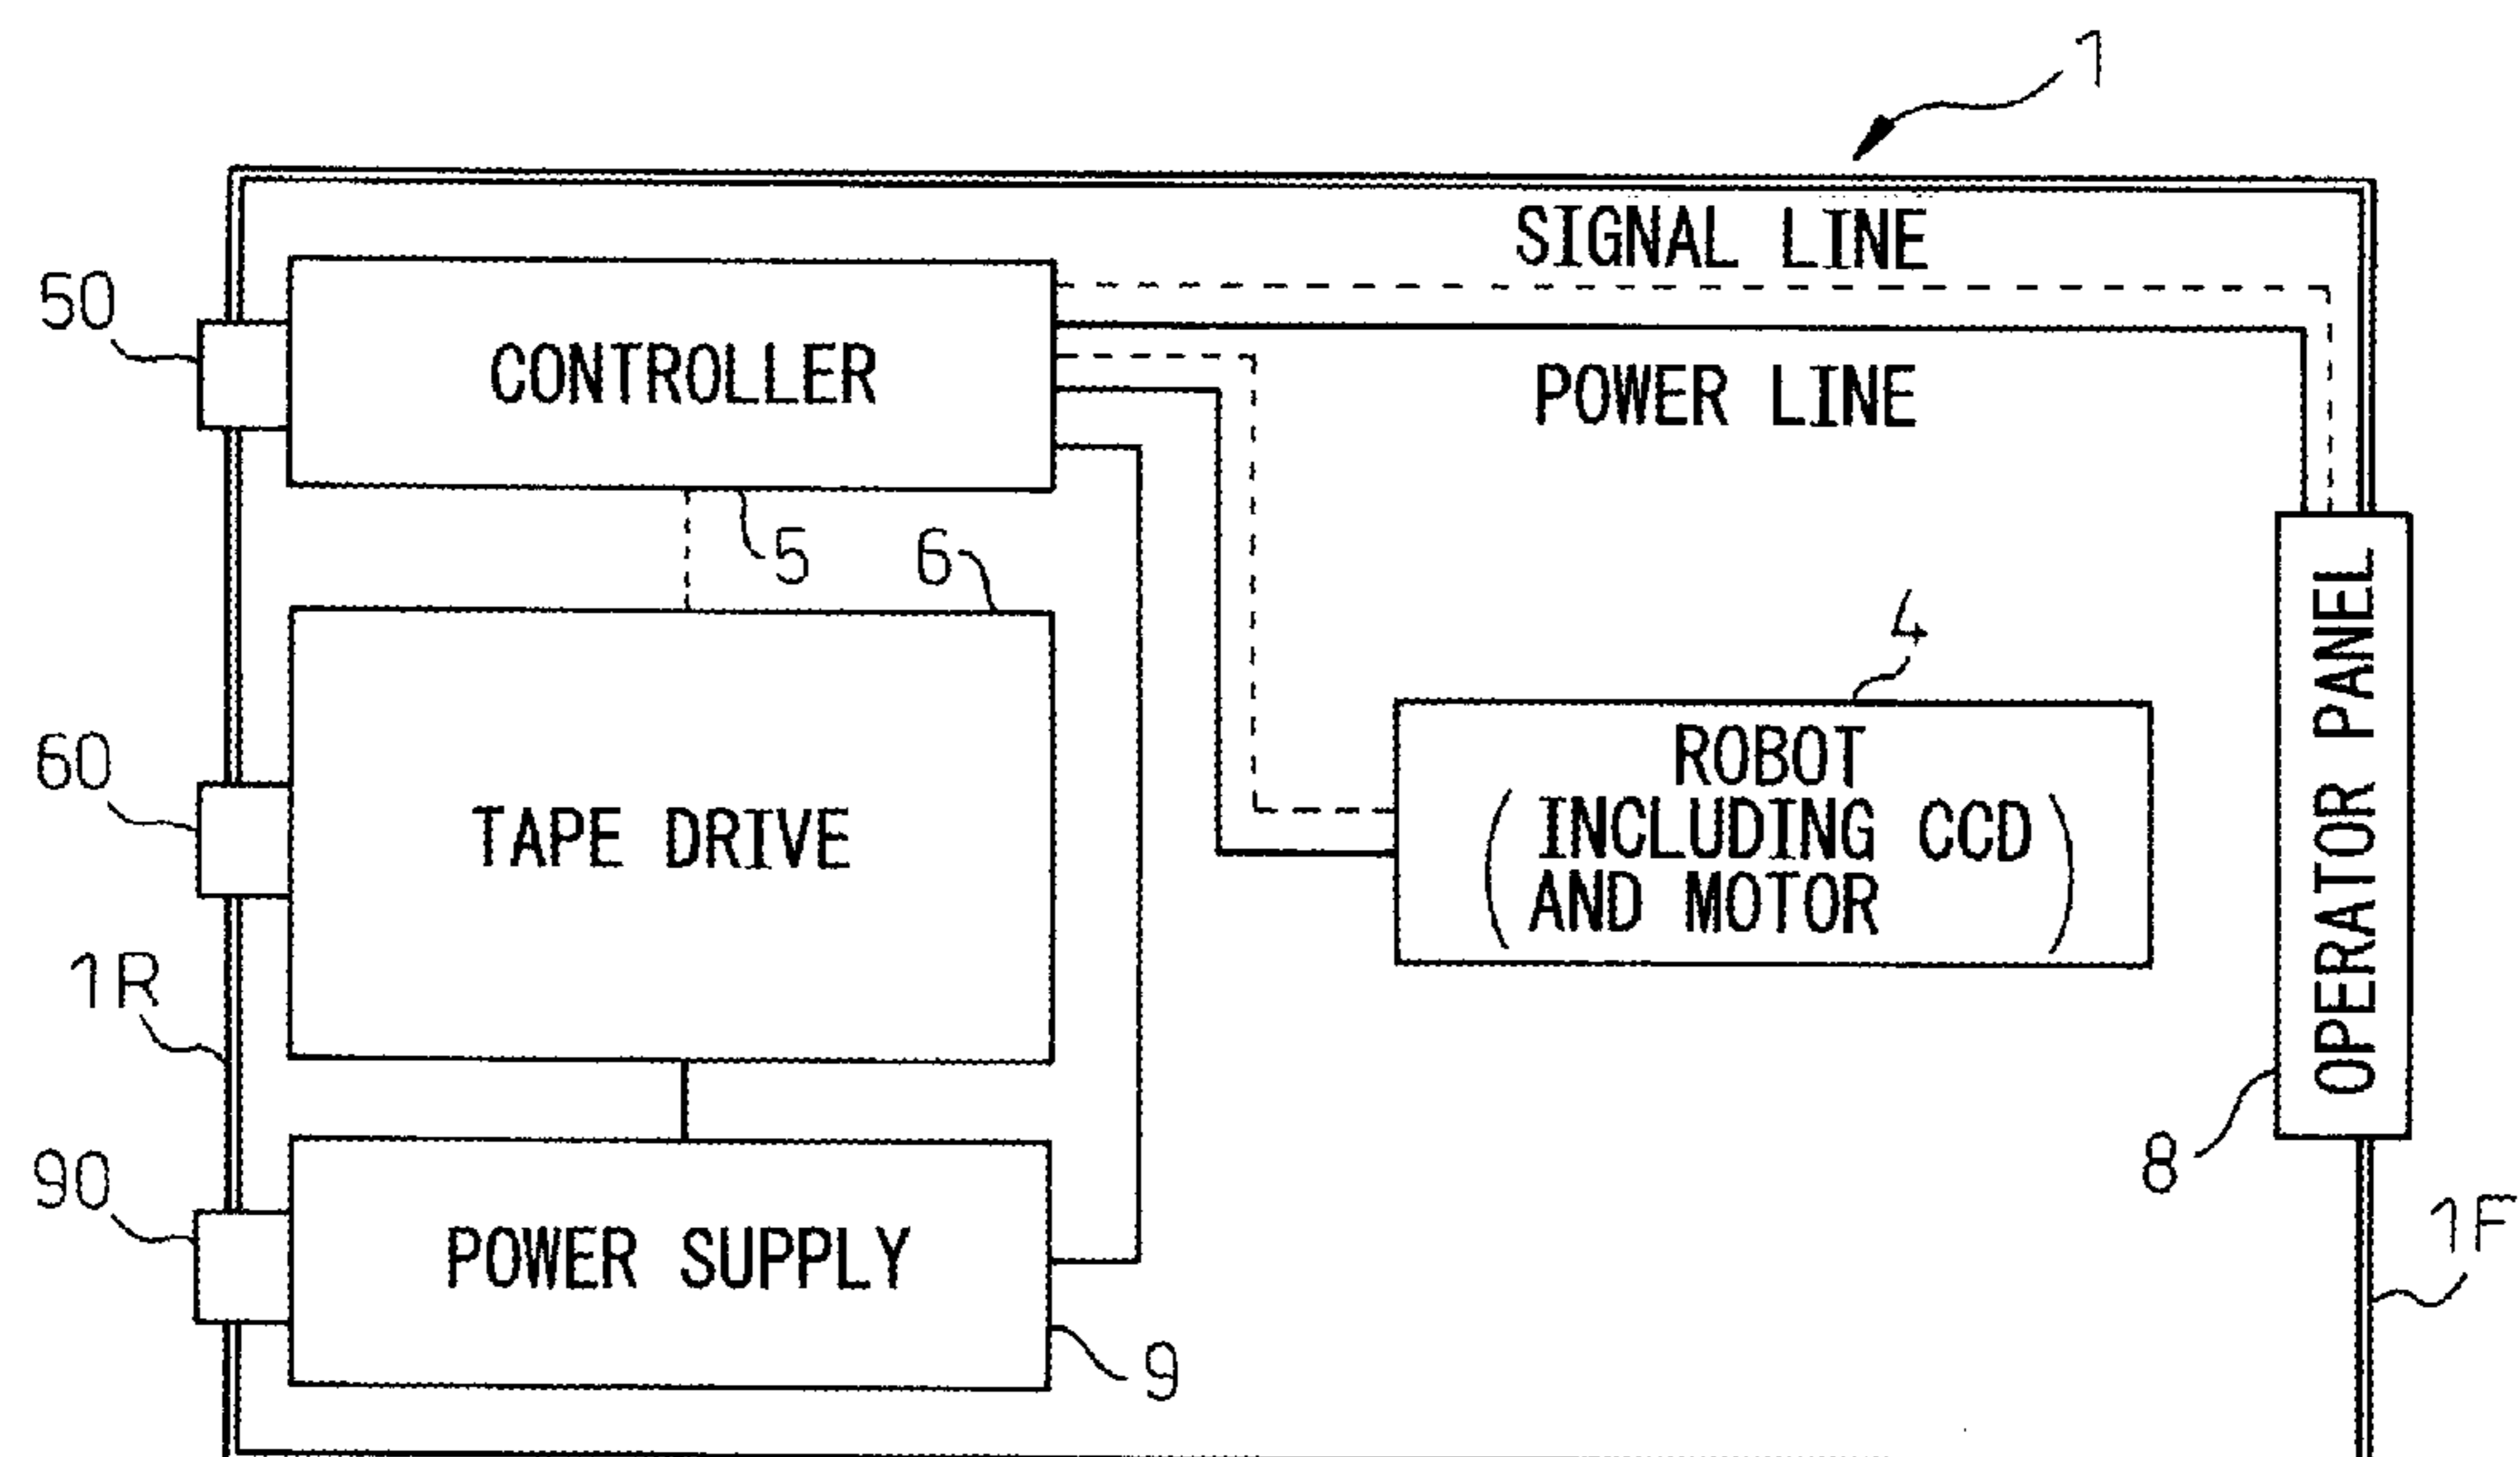 1
SIGNAL LINE
50
CONTROLLER
POWER LINE
5
6
4
OPERATOR PANEL
ROBOT
60
TAPE DRIVE
(INCLUDING CCD
AND MOTOR)
1R
8
90
1F
POWER SUPPLY
9